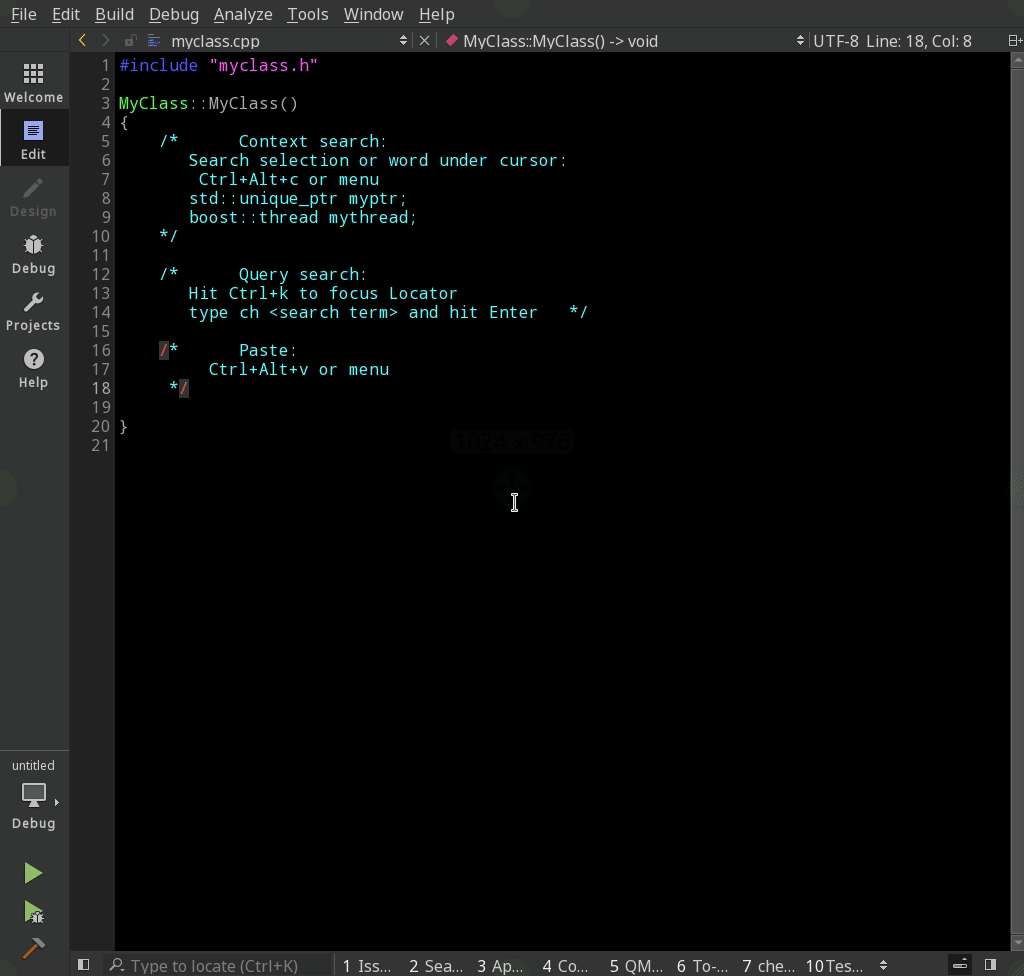 File Edit Build Debug Analyze Tools Window Help
myclass.cpp MyClass::MyClass() -> void UTF-8 Line: 18, Col: 8
Welcome
Edit
Design
Debug
Projects
Help
1 #include "myclass.h"
2
3 MyClass::MyClass()
4 {
5 /* Context search:
6 Search selection or word under cursor:
7 Ctrl+Alt+c or menu
8 std::unique_ptr myptr;
9 boost::thread mythread;
10 */
11
12 /* Query search:
13 Hit Ctrl+k to focus Locator
14 type ch <search term> and hit Enter */
15
16 /* Paste:
17 Ctrl+Alt+v or menu
18 */
19
20 }
21
1024 x 976
untitled
Debug
Type to locate (Ctrl+K) 1 Iss... 2 Sea... 3 Ap... 4 Co... 5 QM... 6 To-... 7 che... 10 Tes...